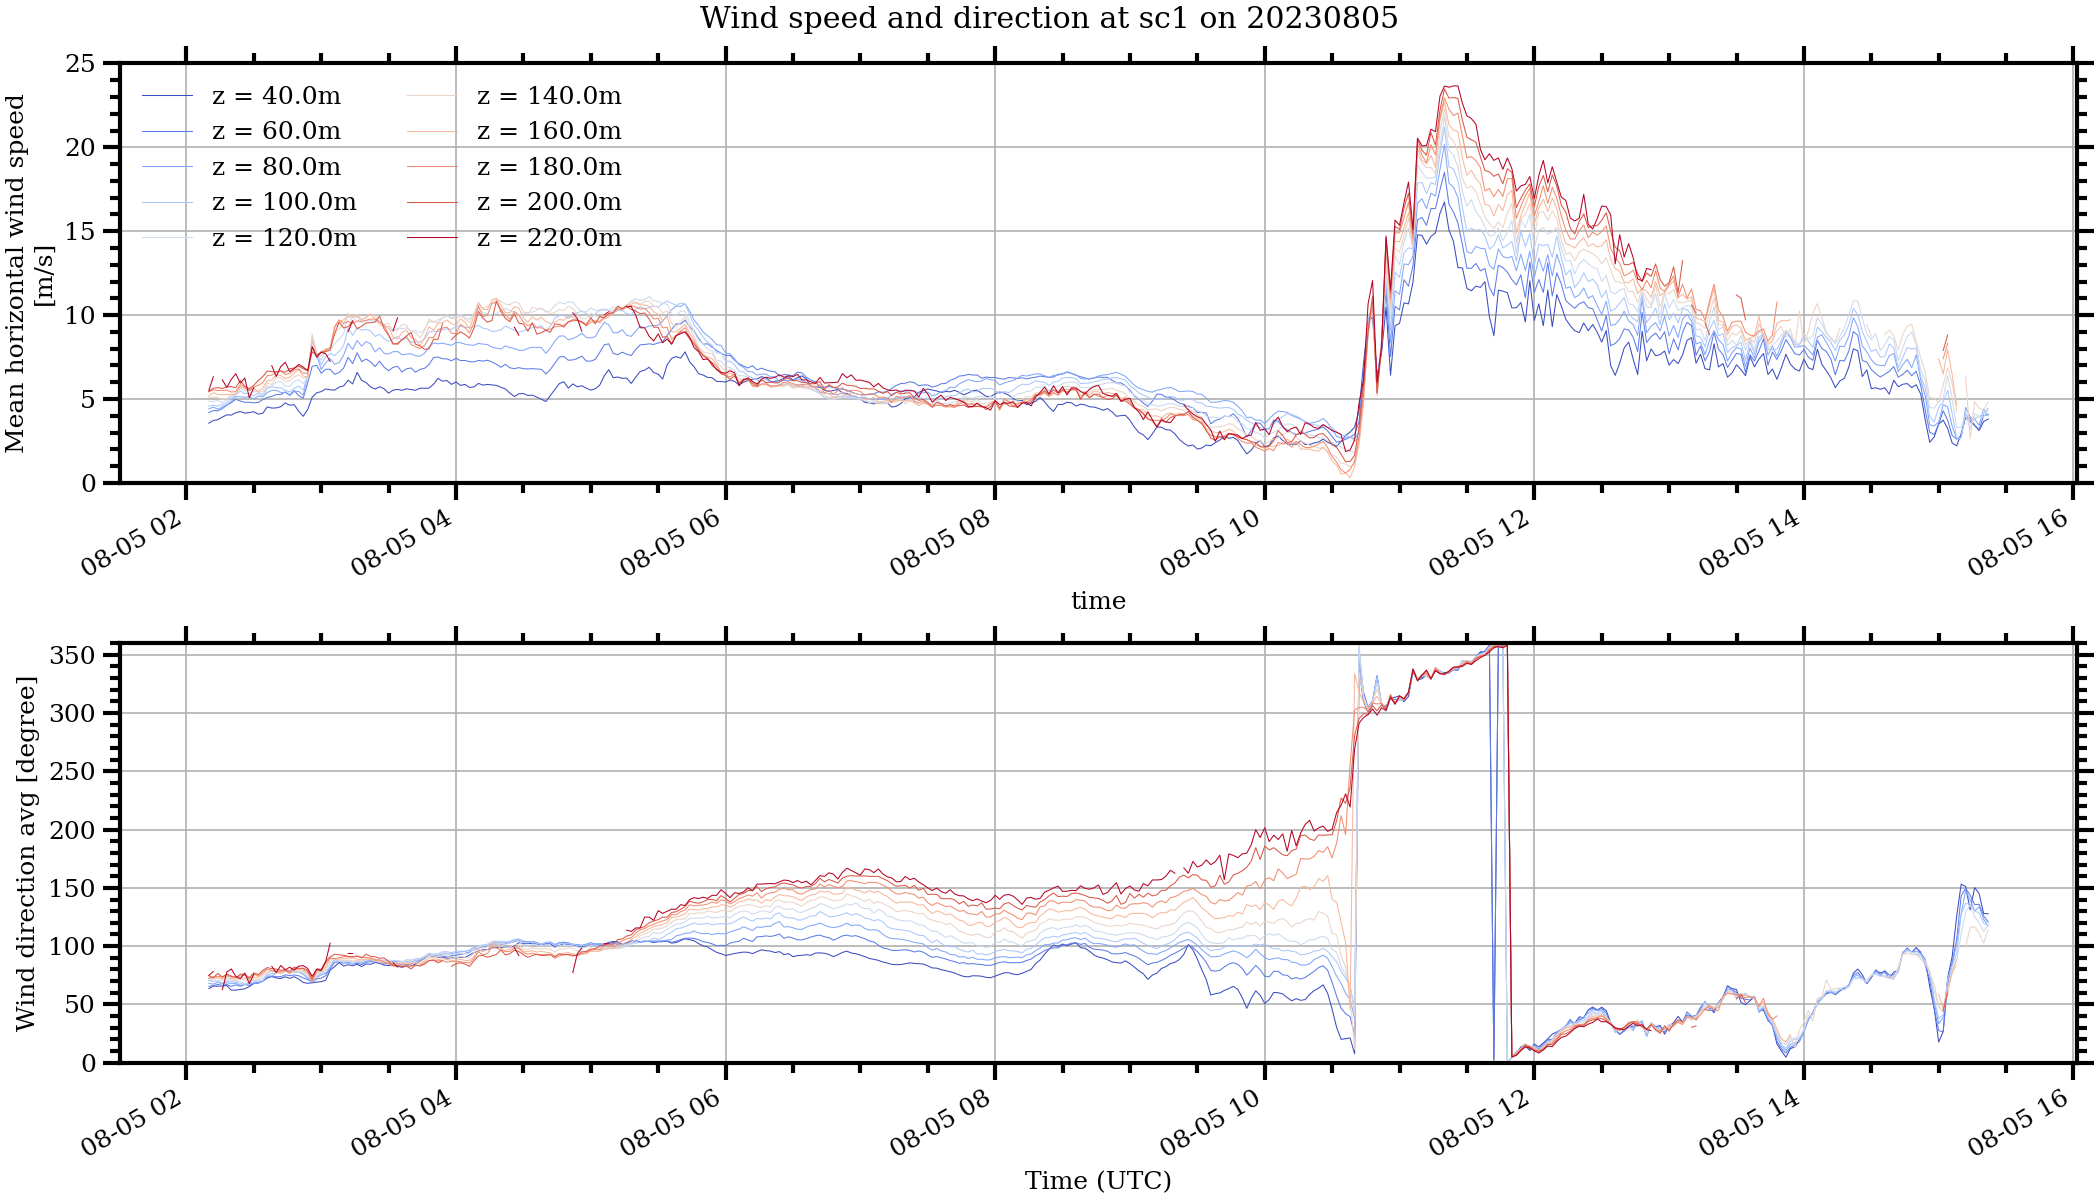 Wind speed and direction at sc1 on 20230805
Mean horizontal wind speed
[m/s]
25
20
15
10
5
0
z = 40.0m
z = 60.0m
z = 80.0m
z = 100.0m
z = 120.0m
z = 140.0m
z = 160.0m
z = 180.0m
z = 200.0m
z = 220.0m
08-05 02
08-05 04
08-05 06
08-05 08
08-05 10
08-05 12
08-05 14
08-05 16
time
Wind direction avg [degree]
350
300
250
200
150
100
50
0
08-05 02
08-05 04
08-05 06
08-05 08
08-05 10
08-05 12
08-05 14
08-05 16
Time (UTC)